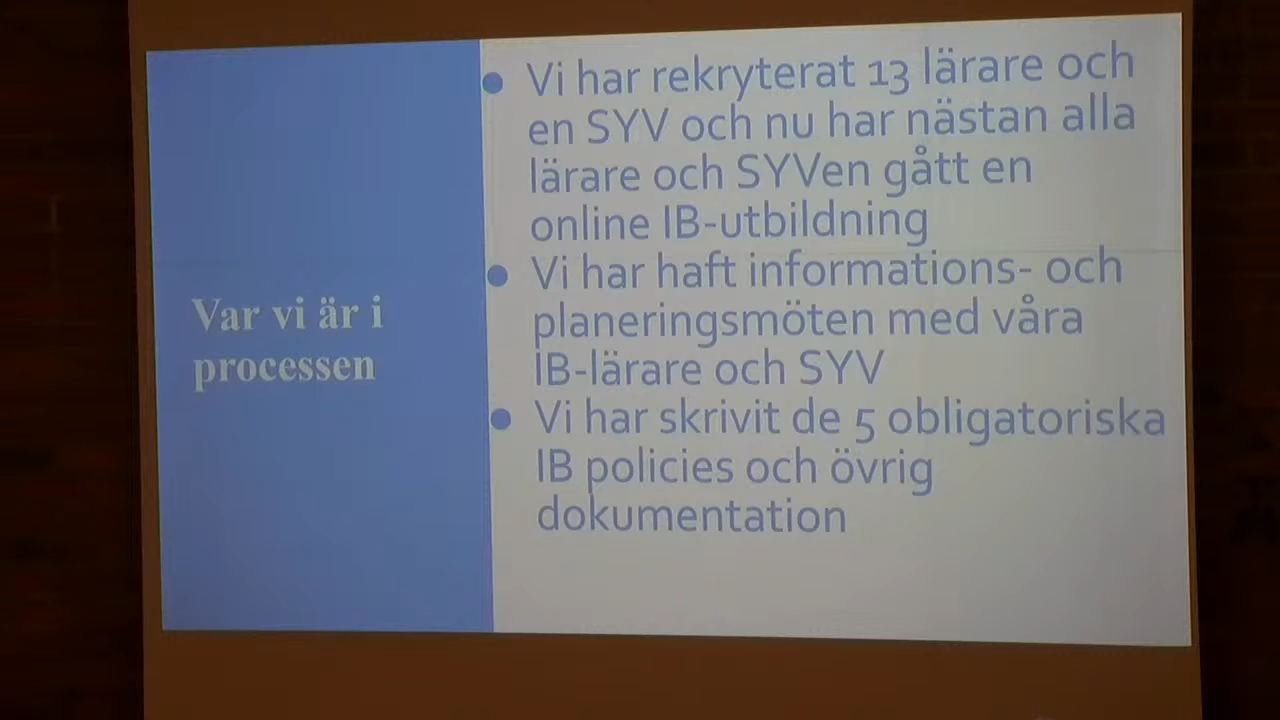 Var vi är i
processen
● Vi har rekryterat 13 lärare och
en SYV och nu har nästan alla
lärare och SYVen gått en
online IB-utbildning
● Vi har haft informations- och
planeringsmöten med våra
IB-lärare och SYV
● Vi har skrivit de 5 obligatoriska
IB policies och övrig
dokumentation